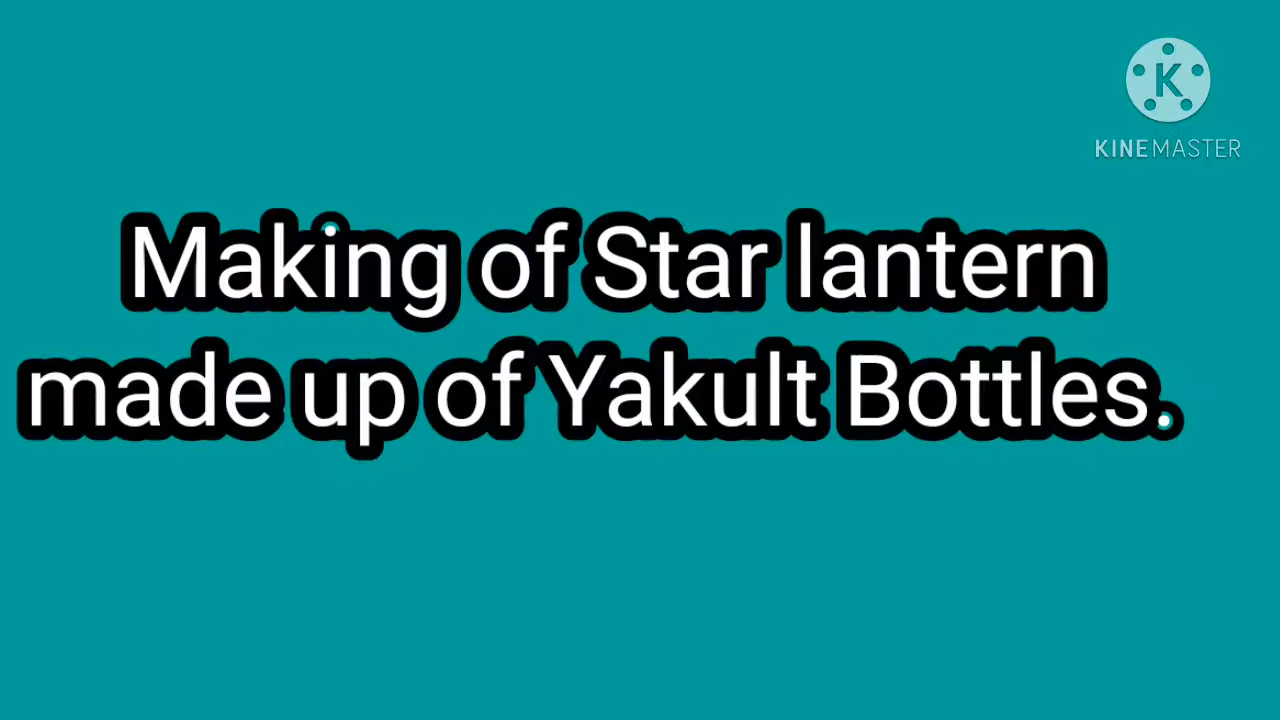 K
KINEMASTER
Making of Star lantern
made up of Yakult Bottles.